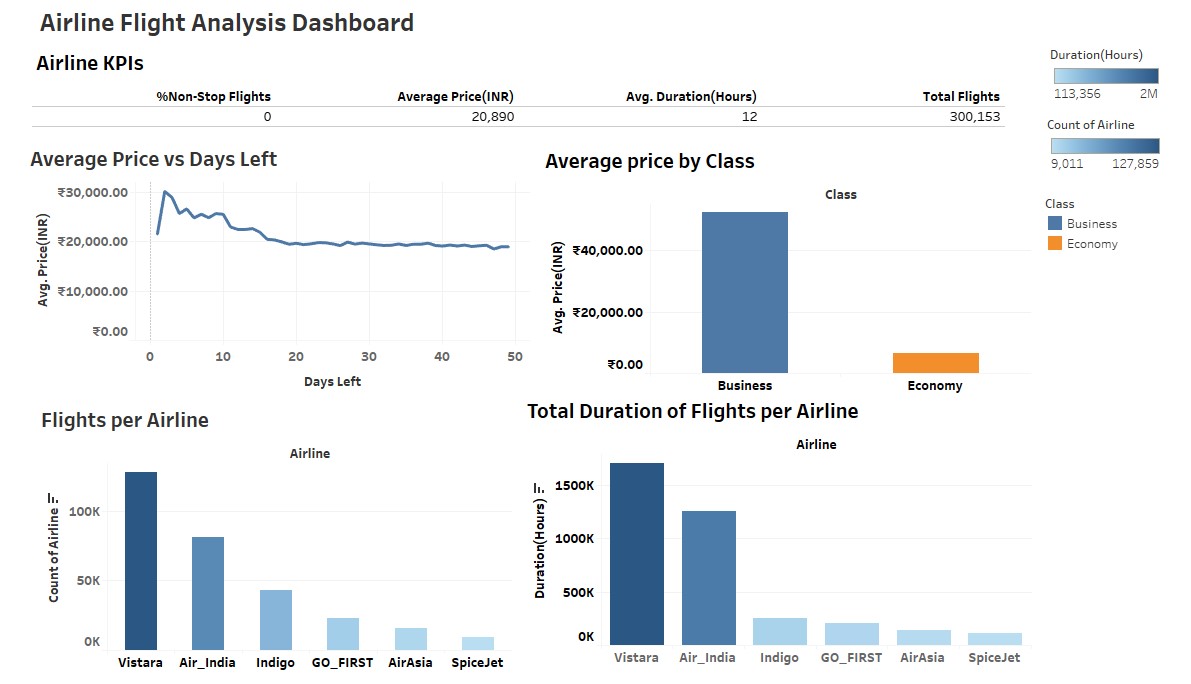 Airline Flight Analysis Dashboard
Airline KPIs
%Non-Stop Flights Average Price(INR) Avg. Duration(Hours) Total Flights
0 20,890 12 300,153
Duration(Hours)
113,356 2M
Count of Airline
9,011 127,859
Class
Business
Economy
Average Price vs Days Left
Avg. Price(INR)
₹30,000.00
₹20,000.00
₹10,000.00
₹0.00
0 10 20 30 40 50
Days Left
Average price by Class
Class
Avg. Price(INR)
₹40,000.00
₹20,000.00
₹0.00
Business Economy
Flights per Airline
Airline
Count of Airline
100K
50K
0K
Vistara Air_India Indigo GO_FIRST AirAsia SpiceJet
Total Duration of Flights per Airline
Airline
Duration(Hours)
1500K
1000K
500K
0K
Vistara Air_India Indigo GO_FIRST AirAsia SpiceJet